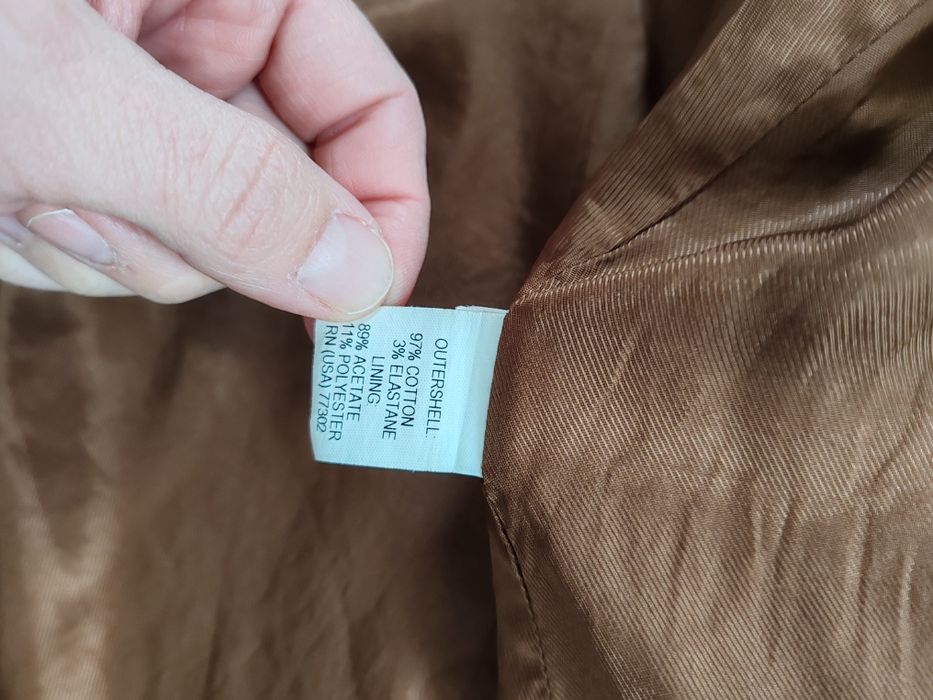 OUTERSHELL:
97% COTTON
3% ELASTANE
LINING:
89% ACETATE
11% POLYESTER
RN (USA) 77302